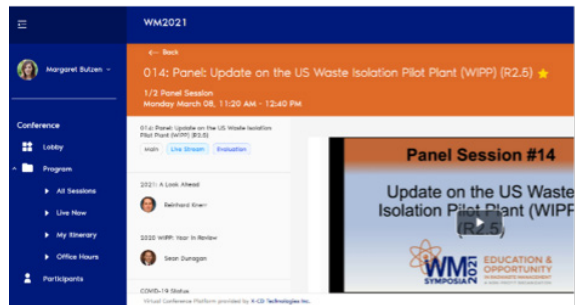 WM2021
Margaret Butzen
Conference
Lobby
Program
All Sessions
Live Now
My Itinerary
Office Hours
Participants
<-- Back
014: Panel: Update on the US Waste Isolation Pilot Plant (WIPP) (R2.5)
1/2 Panel Session
Monday March 08, 11:20 AM - 12:40 PM
014: Panel: Update on the US Waste Isolation
Pilot Plant (WIPP) (R2.5)
Main Live Stream Evaluation
2021: A Look Ahead
Reinhard Knerr
2020 WIPP: Year In Review
Sean Dunagan
COVID-19 Status
Panel Session #14
Update on the US Waste
Isolation Pilot Plant (WIPP
(R2.5)
WM2021
SYMPOSIA
EDUCATION &
OPPORTUNITY
IN RADWASTE MANAGEMENT
Virtual Conference Platform provided by X-CD Technologies Inc.